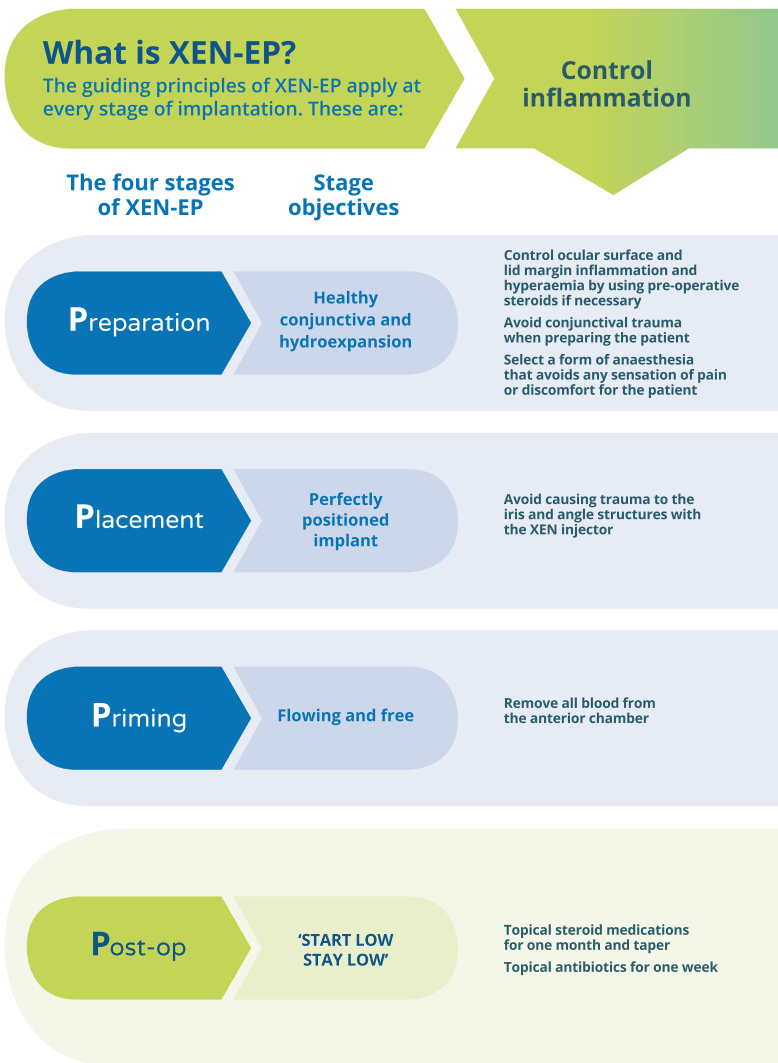 What is XEN-EP?
The guiding principles of XEN-EP apply at
every stage of implantation. These are:
Control
inflammation
The four stages
of XEN-EP
Stage
objectives
Preparation
Healthy
conjunctiva and
hydroexpansion
Control ocular surface and
lid margin inflammation and
hyperaemia by using pre-operative
steroids if necessary
Avoid conjunctival trauma
when preparing the patient
Select a form of anaesthesia
that avoids any sensation of pain
or discomfort for the patient
Placement
Perfectly
positioned
implant
Avoid causing trauma to the
iris and angle structures with
the XEN injector
Priming
Flowing and free
Remove all blood from
the anterior chamber
Post-op
‘START LOW
STAY LOW’
Topical steroid medications
for one month and taper
Topical antibiotics for one week